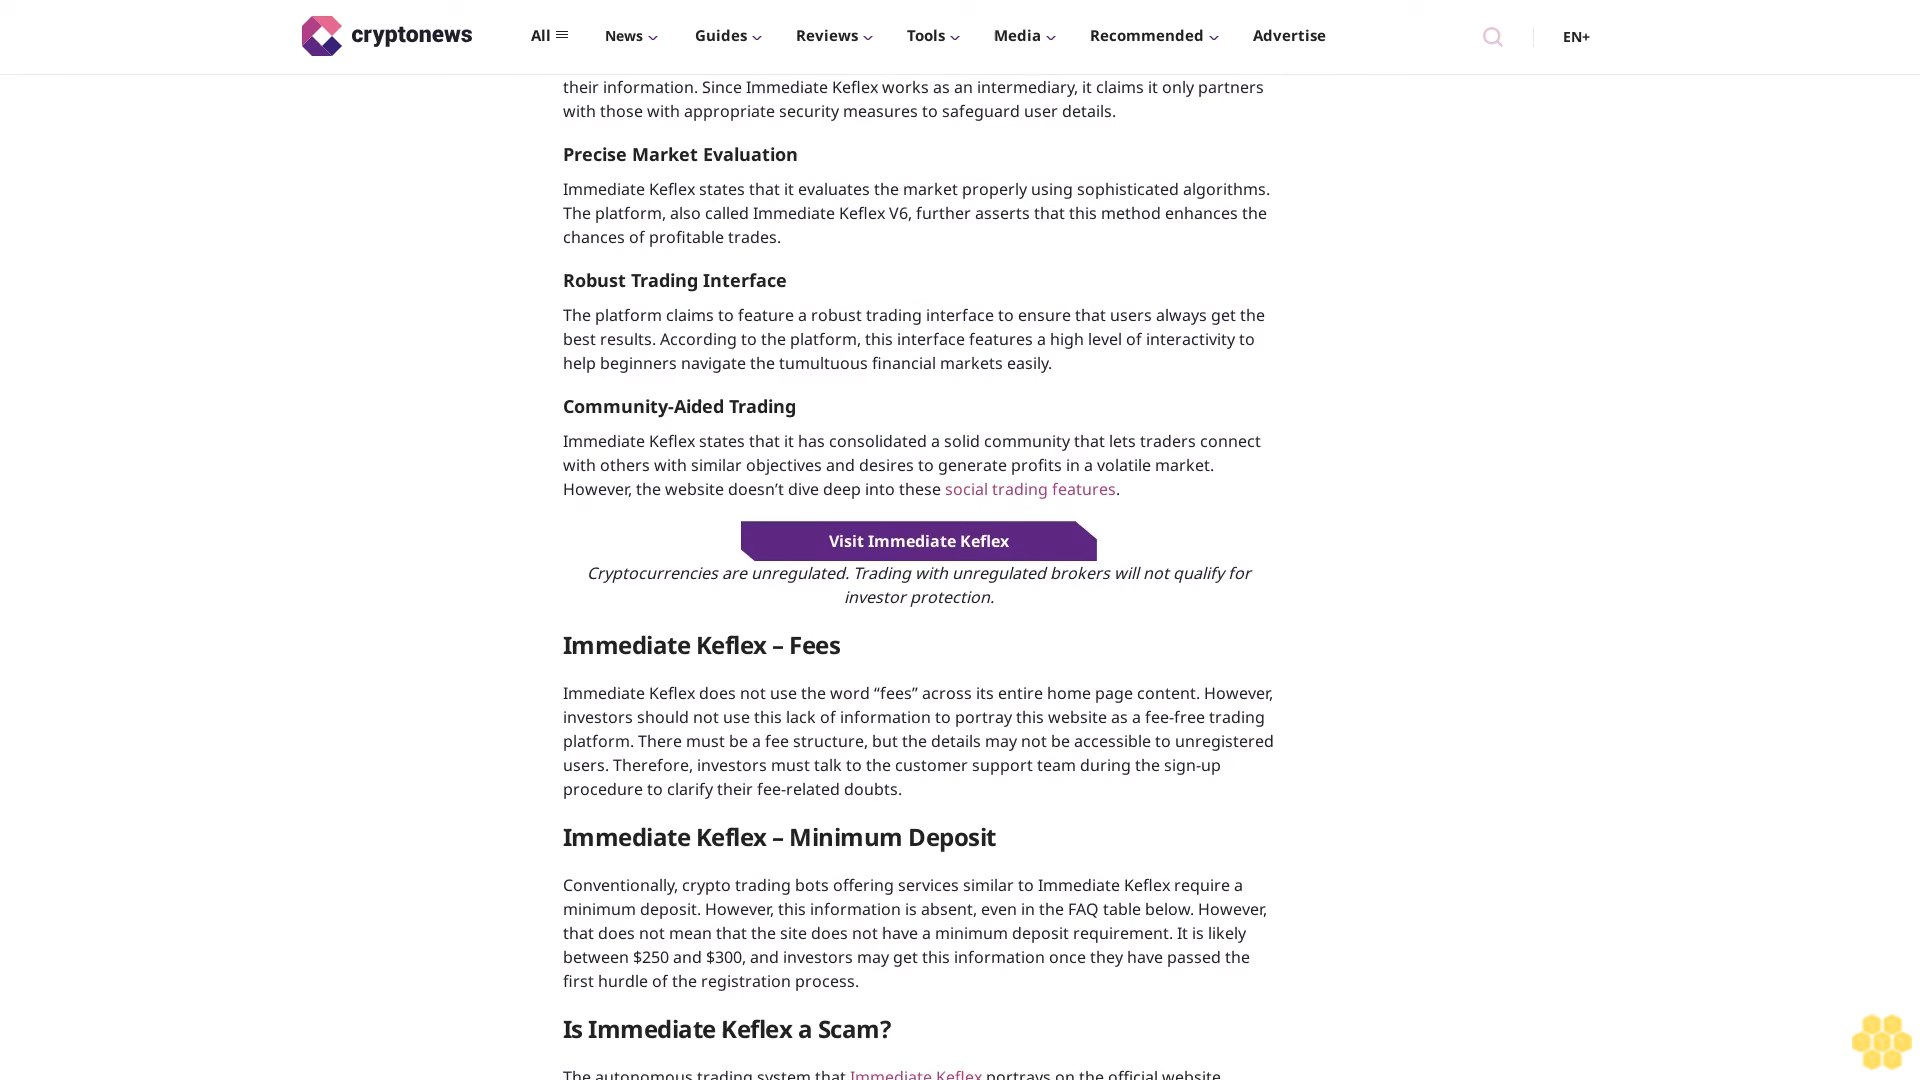 cryptonews
All
News
Guides
Reviews
Tools
Media
Recommended
Advertise
EN+
their information. Since Immediate Keflex works as an intermediary, it claims it only partners
with those with appropriate security measures to safeguard user details.
Precise Market Evaluation
Immediate Keflex states that it evaluates the market properly using sophisticated algorithms.
The platform, also called Immediate Keflex V6, further asserts that this method enhances the
chances of profitable trades.
Robust Trading Interface
The platform claims to feature a robust trading interface to ensure that users always get the
best results. According to the platform, this interface features a high level of interactivity to
help beginners navigate the tumultuous financial markets easily.
Community-Aided Trading
Immediate Keflex states that it has consolidated a solid community that lets traders connect
with others with similar objectives and desires to generate profits in a volatile market.
However, the website doesn’t dive deep into these social trading features.
Visit Immediate Keflex
Cryptocurrencies are unregulated. Trading with unregulated brokers will not qualify for
investor protection.
Immediate Keflex – Fees
Immediate Keflex does not use the word “fees” across its entire home page content. However,
investors should not use this lack of information to portray this website as a fee-free trading
platform. There must be a fee structure, but the details may not be accessible to unregistered
users. Therefore, investors must talk to the customer support team during the sign-up
procedure to clarify their fee-related doubts.
Immediate Keflex – Minimum Deposit
Conventionally, crypto trading bots offering services similar to Immediate Keflex require a
minimum deposit. However, this information is absent, even in the FAQ table below. However,
that does not mean that the site does not have a minimum deposit requirement. It is likely
between $250 and $300, and investors may get this information once they have passed the
first hurdle of the registration process.
Is Immediate Keflex a Scam?
The autonomous trading system that Immediate Keflex portrays on the official website